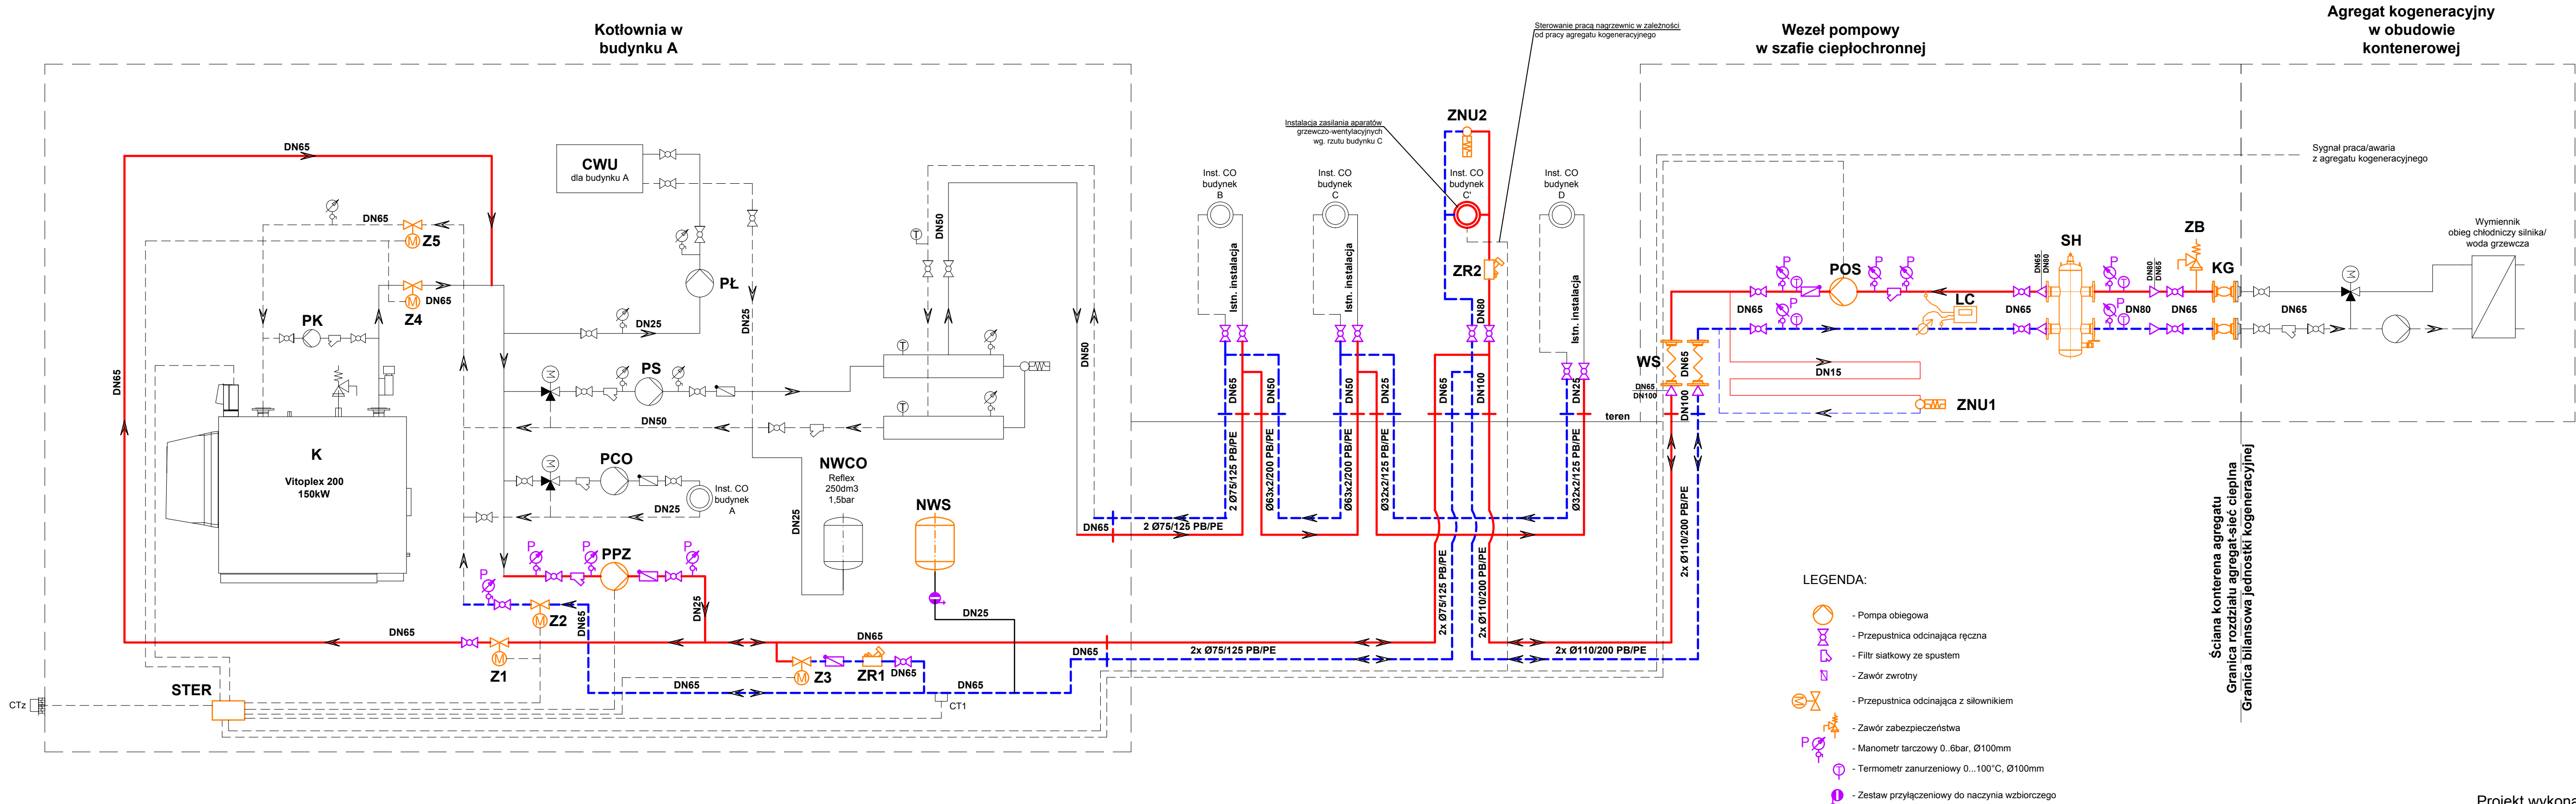 Kotłownia w
budynku A
Sterowanie pracą nagrzewnic w zależności
od pracy agregatu kogeneracyjnego
Wezeł pompowy
w szafie ciepłochronnej
Agregat kogeneracyjny
w obudowie
kontenerowej
DN65
DN65
DN65
M
Z5
M
Z4
DN65
PK
K
Vitoplex 200
150kW
CWU
dla budynku A
PŁ
DN25
DN25
M
PS
DN50
T
T
T
DN50
DN50
M
PCO
DN25
Inst. CO
budynek
A
NWCO
Reflex
250dm3
1,5bar
DN25
NWS
DN25
P
P
P
P
PPZ
DN25
M
Z2
DN65
DN65
M
Z1
DN65
M
Z3
ZR1
DN65
DN65
DN65
CT1
STER
CTz
DN65
2 Ø75/125 PB/PE
DN65
2x Ø75/125 PB/PE
2x Ø110/200 PB/PE
Instalacja zasilania aparatów
grzewczo-wentylacyjnych
wg. rzutu budynku C
ZNU2
Inst. CO
budynek
B
Inst. CO
budynek
C
Inst. CO
budynek
C'
Inst. CO
budynek
D
Istn. instalacja
Istn. instalacja
Istn. instalacja
ZR2
DN80
DN65
DN50
DN50
DN25
DN65
DN100
DN25
teren
2 Ø75/125 PB/PE
Ø63x2/200 PB/PE
Ø63x2/200 PB/PE
Ø32x2/125 PB/PE
Ø32x2/125 PB/PE
2x Ø75/125 PB/PE
2x Ø110/200 PB/PE
2x Ø110/200 PB/PE
WS
DN65
DN65
DN100
DN100
P
T
P
T
POS
P
P
DN65
LC
DN65
DN65
DN80
SH
P
T
P
T
DN80
DN80
DN65
DN65
ZB
KG
DN15
ZNU1
Sygnał praca/awaria
z agregatu kogeneracyjnego
M
DN65
Wymiennik
obieg chłodniczy silnika/
woda grzewcza
Ściana konterena agregatu
Granica rozdziału agregat-sieć cieplna
Granica bilansowa jednostki kogeneracyjnej
LEGENDA:
- Pompa obiegowa
- Przepustnica odcinająca ręczna
- Filtr siatkowy ze spustem
- Zawór zwrotny
M - Przepustnica odcinająca z siłownikiem
- Zawór zabezpieczeństwa
P - Manometr tarczowy 0..6bar, Ø100mm
T - Termometr zanurzeniowy 0...100°C, Ø100mm
- Zestaw przyłączeniowy do naczynia wzbiorczego